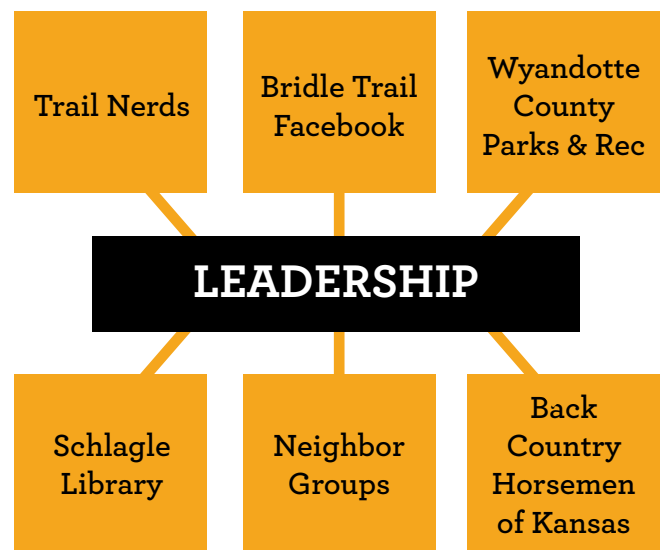 Trail Nerds
Bridle Trail
Facebook
Wyandotte
County
Parks & Rec
LEADERSHIP
Schlagle
Library
Neighbor
Groups
Back
Country
Horsemen
of Kansas